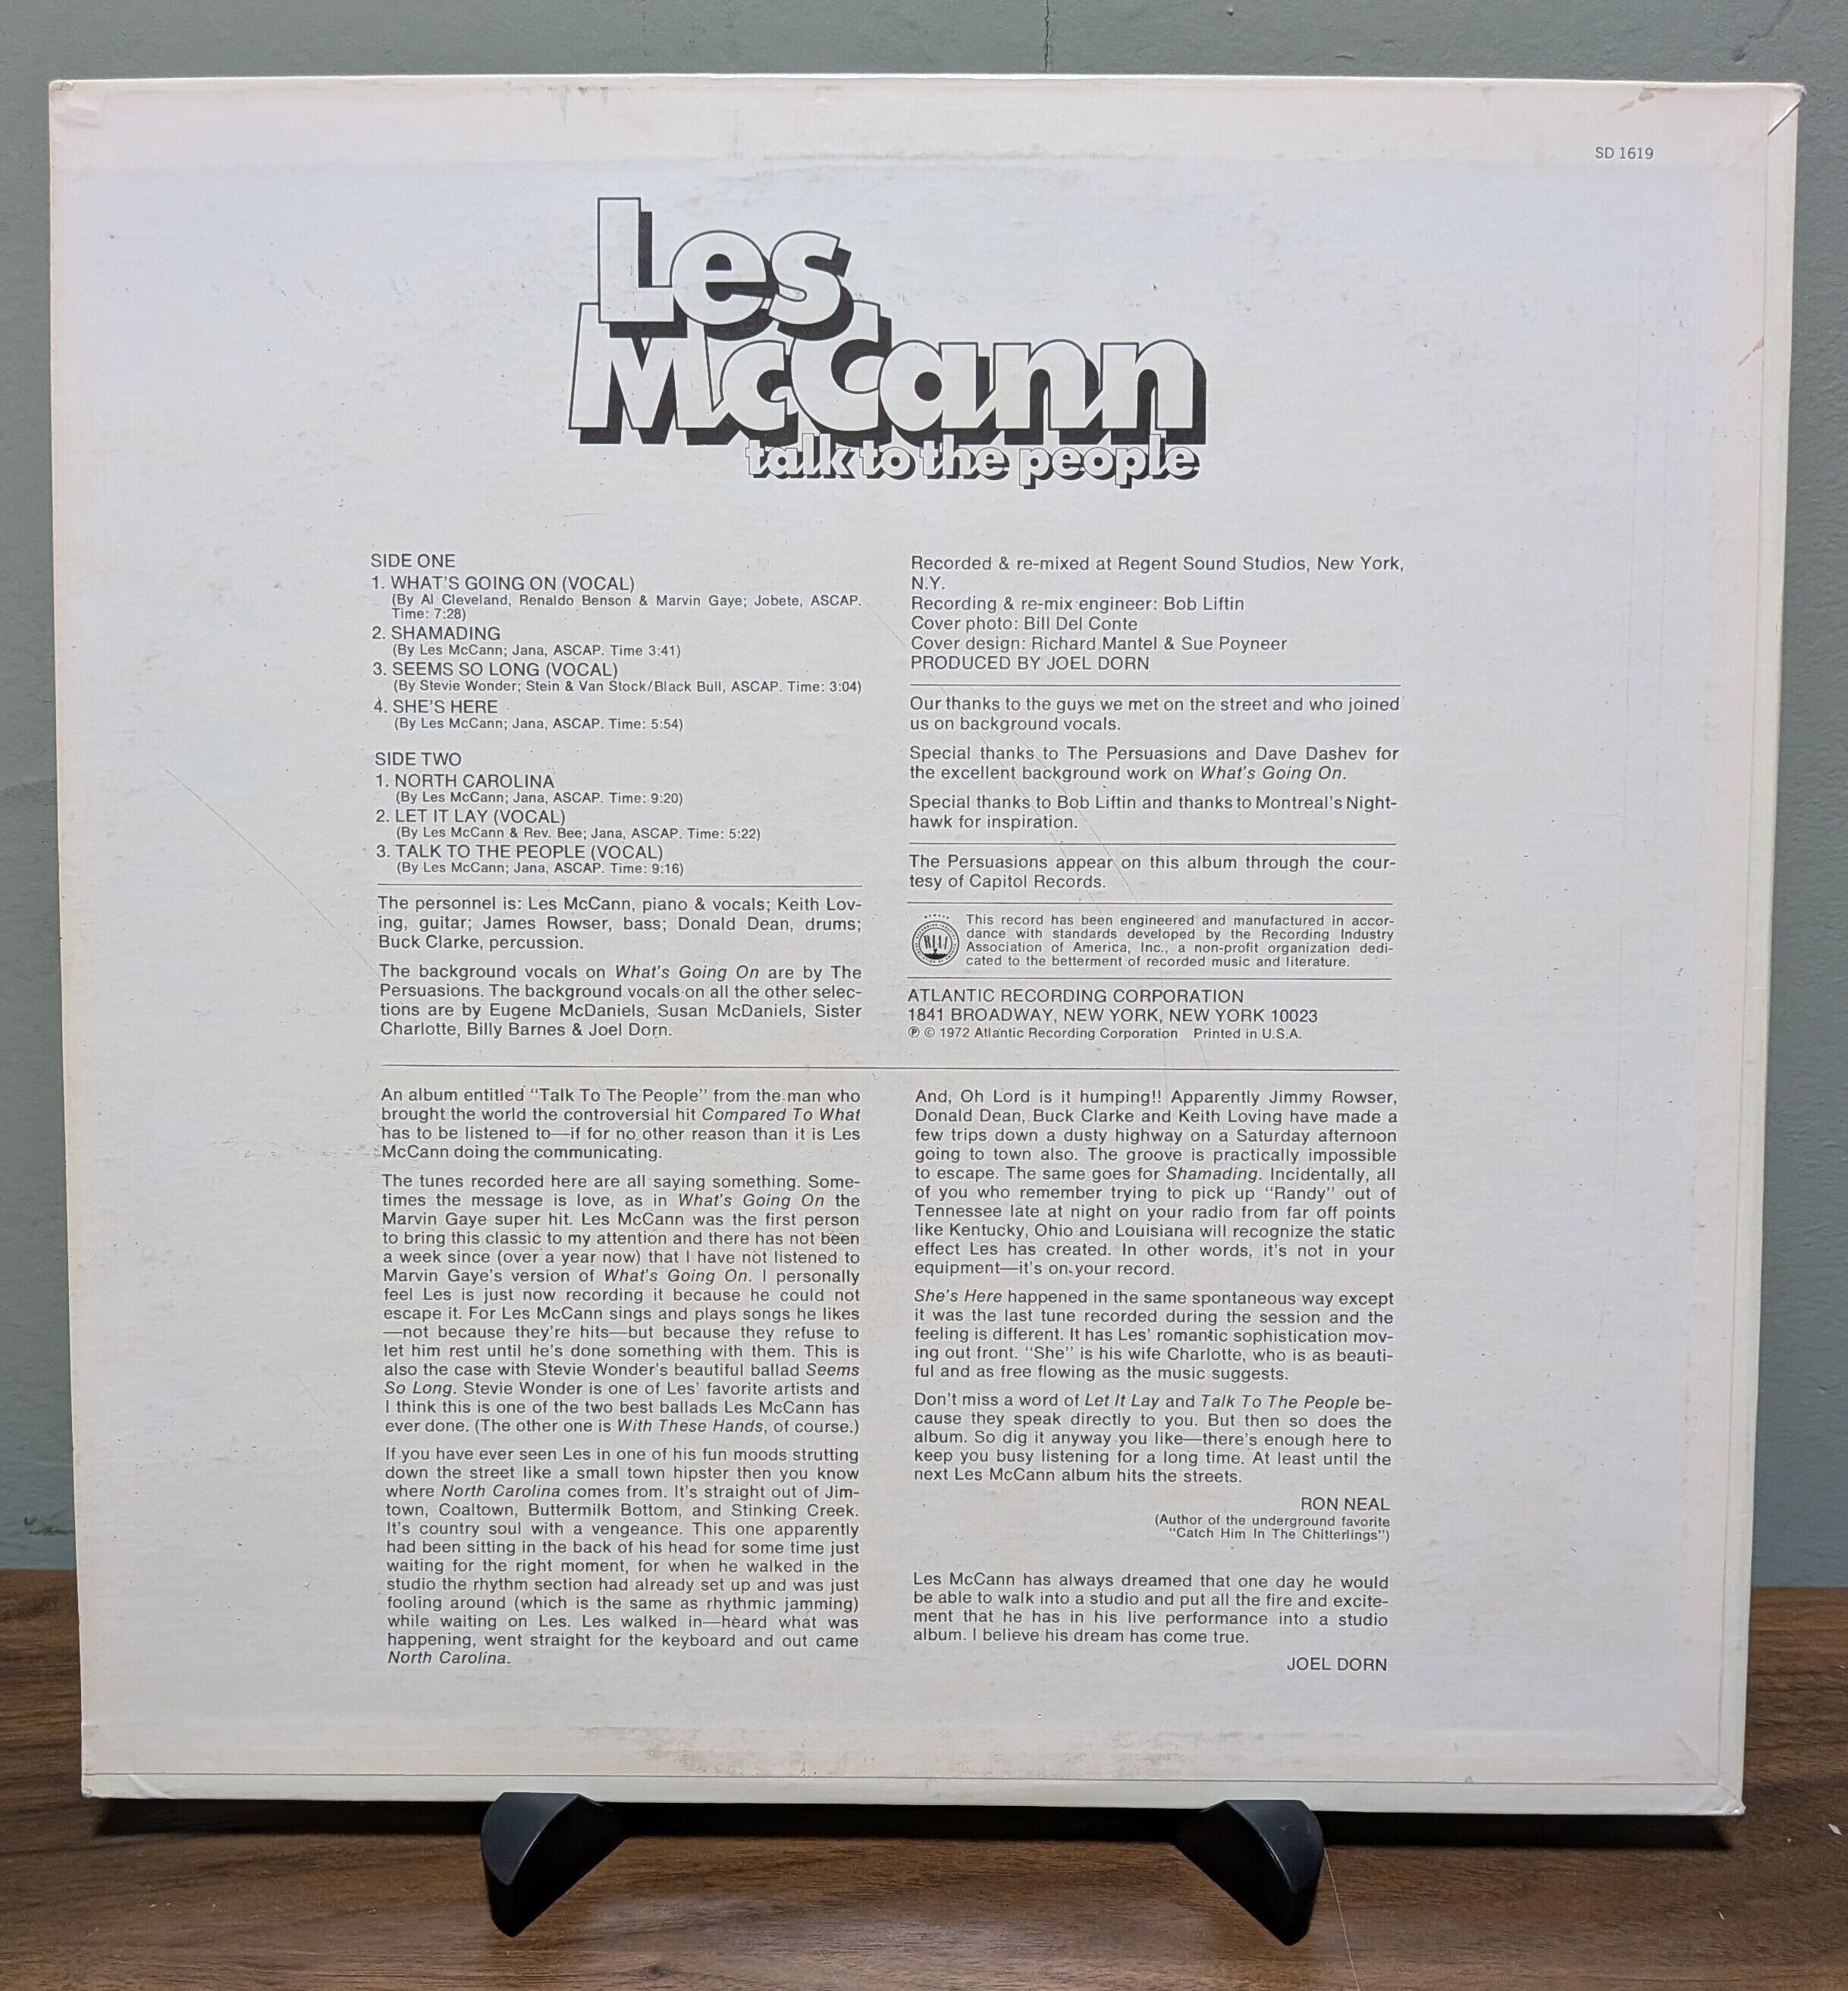 SD 1619
Les
McCann
talk to the people
SIDE ONE
1. WHAT'S GOING ON (VOCAL)
(By Al Cleveland, Renaldo Benson & Marvin Gaye; Jobete, ASCAP.
Time: 7:28)
2. SHAMADING
(By Les McCann; Jana, ASCAP. Time 3:41)
3. SEEMS SO LONG (VOCAL)
(By Stevie Wonder; Stein & Van Stock/Black Bull, ASCAP. Time: 3:04)
4. SHE'S HERE
(By Les McCann; Jana, ASCAP. Time: 5:54)
SIDE TWO
1. NORTH CAROLINA
(By Les McCann; Jana, ASCAP. Time: 9:20)
2. LET IT LAY (VOCAL)
(By Les McCann & Rev. Bee; Jana, ASCAP. Time: 5:22)
3. TALK TO THE PEOPLE (VOCAL)
(By Les McCann; Jana, ASCAP. Time: 9:16)
The personnel is: Les McCann, piano & vocals; Keith Lov-
ing, guitar; James Rowser, bass; Donald Dean, drums;
Buck Clarke, percussion.
The background vocals on What's Going On are by The
Persuasions. The background vocals on all the other selec-
tions are by Eugene McDaniels, Susan McDaniels, Sister
Charlotte, Billy Barnes & Joel Dorn.
Recorded & re-mixed at Regent Sound Studios, New York,
N.Y.
Recording & re-mix engineer: Bob Liftin
Cover photo: Bill Del Conte
Cover design: Richard Mantel & Sue Poyneer
PRODUCED BY JOEL DORN
Our thanks to the guys we met on the street and who joined
us on background vocals.
Special thanks to The Persuasions and Dave Dashev for
the excellent background work on What's Going On.
Special thanks to Bob Liftin and thanks to Montreal's Night-
hawk for inspiration.
The Persuasions appear on this album through the cour-
tesy of Capitol Records.
RIAA
This record has been engineered and manufactured in accor-
dance with standards developed by the Recording Industry
Association of America, Inc., a non-profit organization dedi-
cated to the betterment of recorded music and literature.
ATLANTIC RECORDING CORPORATION
1841 BROADWAY, NEW YORK, NEW YORK 10023
℗ © 1972 Atlantic Recording Corporation Printed in U.S.A.
An album entitled "Talk To The People" from the man who
brought the world the controversial hit Compared To What
has to be listened to—if for no other reason than it is Les
McCann doing the communicating.
The tunes recorded here are all saying something. Some-
times the message is love, as in What's Going On the
Marvin Gaye super hit. Les McCann was the first person
to bring this classic to my attention and there has not been
a week since (over a year now) that I have not listened to
Marvin Gaye's version of What's Going On. I personally
feel Les is just now recording it because he could not
escape it. For Les McCann sings and plays songs he likes
—not because they're hits—but because they refuse to
let him rest until he's done something with them. This is
also the case with Stevie Wonder's beautiful ballad Seems
So Long. Stevie Wonder is one of Les' favorite artists and
I think this is one of the two best ballads Les McCann has
ever done. (The other one is With These Hands, of course.)
If you have ever seen Les in one of his fun moods strutting
down the street like a small town hipster then you know
where North Carolina comes from. It's straight out of Jim-
town, Coaltown, Buttermilk Bottom, and Stinking Creek.
It's country soul with a vengeance. This one apparently
had been sitting in the back of his head for some time just
waiting for the right moment, for when he walked in the
studio the rhythm section had already set up and was just
fooling around (which is the same as rhythmic jamming)
while waiting on Les. Les walked in—heard what was
happening, went straight for the keyboard and out came
North Carolina.
And, Oh Lord is it humping!! Apparently Jimmy Rowser,
Donald Dean, Buck Clarke and Keith Loving have made a
few trips down a dusty highway on a Saturday afternoon
going to town also. The groove is practically impossible
to escape. The same goes for Shamading. Incidentally, all
of you who remember trying to pick up "Randy" out of
Tennessee late at night on your radio from far off points
like Kentucky, Ohio and Louisiana will recognize the static
effect Les has created. In other words, it's not in your
equipment—it's on your record.
She's Here happened in the same spontaneous way except
it was the last tune recorded during the session and the
feeling is different. It has Les' romantic sophistication mov-
ing out front. "She" is his wife Charlotte, who is as beauti-
ful and as free flowing as the music suggests.
Don't miss a word of Let It Lay and Talk To The People be-
cause they speak directly to you. But then so does the
album. So dig it anyway you like—there's enough here to
keep you busy listening for a long time. At least until the
next Les McCann album hits the streets.
RON NEAL
(Author of the underground favorite
"Catch Him In The Chitterlings")
Les McCann has always dreamed that one day he would
be able to walk into a studio and put all the fire and excite-
ment that he has in his live performance into a studio
album. I believe his dream has come true.
JOEL DORN